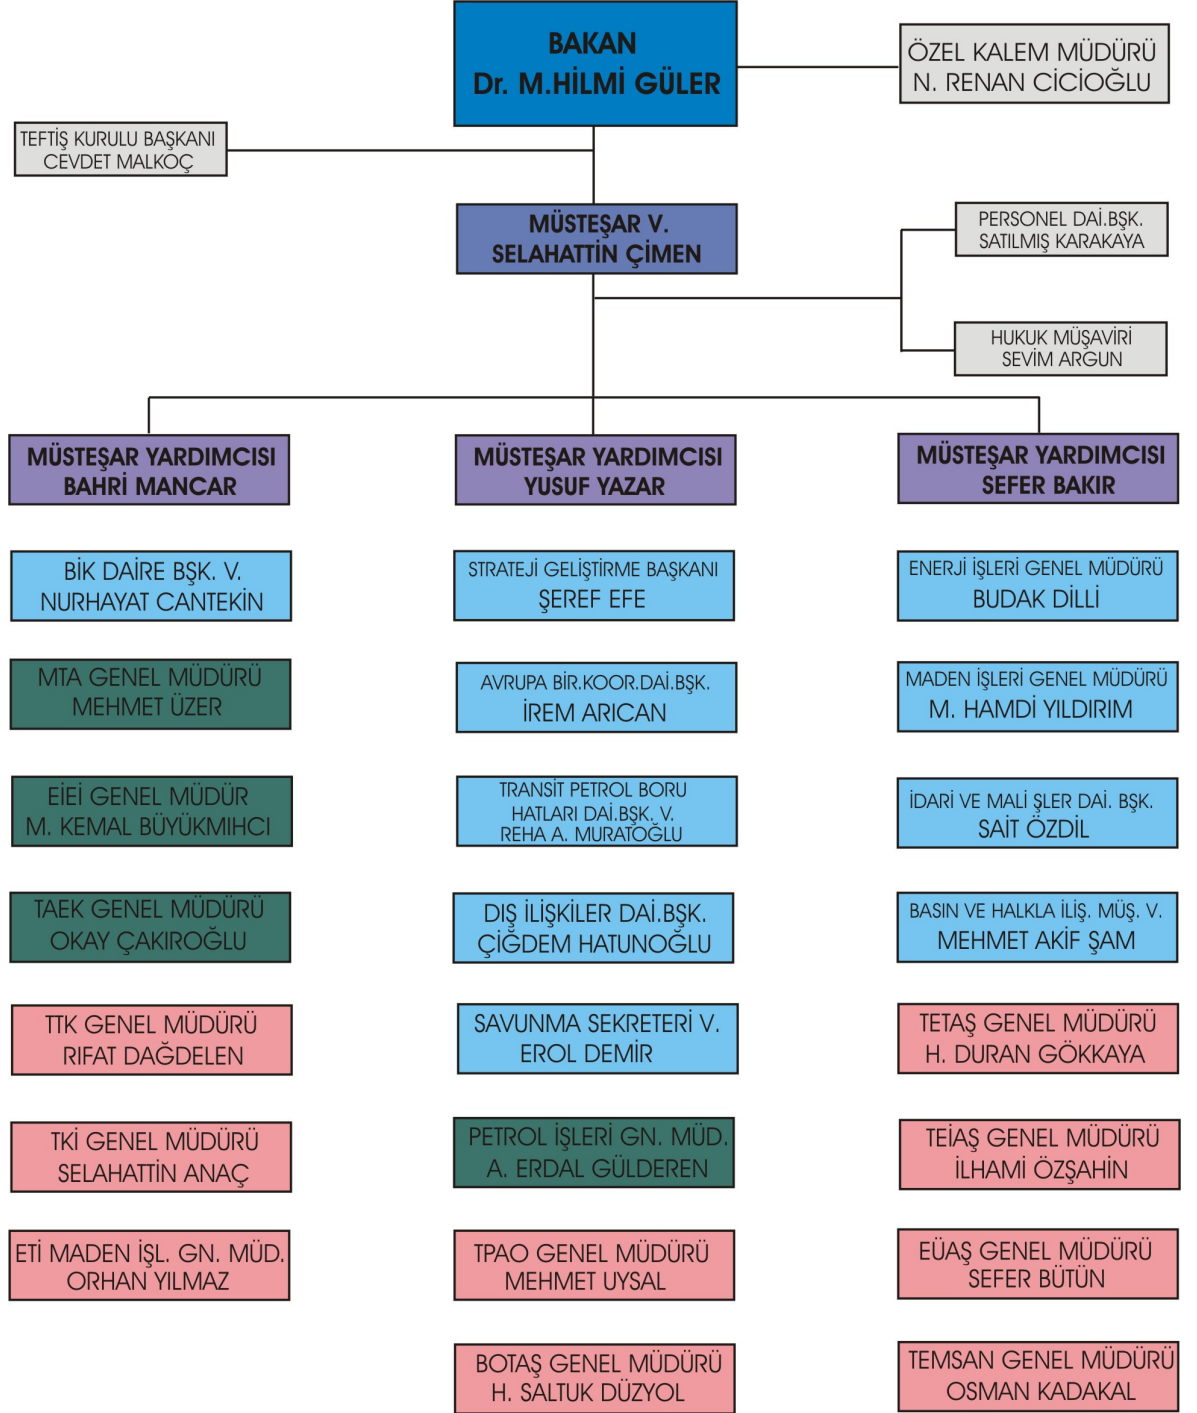 BAKAN
Dr. M.HİLMİ GÜLER
ÖZEL KALEM MÜDÜRÜ
N. RENAN CİCİOĞLU
TEFTİŞ KURULU BAŞKANI
CEVDET MALKOÇ
MÜSTEŞAR V.
SELAHATTİN ÇİMEN
PERSONEL DAİ.BŞK.
SATILMIŞ KARAKAYA
HUKUK MÜŞAVİRİ
SEVİM ARGUN
MÜSTEŞAR YARDIMCISI
BAHRİ MANCAR
BİK DAİRE BŞK. V.
NURHAYAT CANTEKİN
MTA GENEL MÜDÜRÜ
MEHMET ÜZER
EİEİ GENEL MÜDÜR
M. KEMAL BÜYÜKMIHCI
TAEK GENEL MÜDÜRÜ
OKAY ÇAKIROĞLU
TTK GENEL MÜDÜRÜ
RIFAT DAĞDELEN
TKİ GENEL MÜDÜRÜ
SELAHATTİN ANAÇ
ETİ MADEN İŞL. GN. MÜD.
ORHAN YILMAZ
MÜSTEŞAR YARDIMCISI
YUSUF YAZAR
STRATEJİ GELİŞTİRME BAŞKANI
ŞEREF EFE
AVRUPA BİR.KOOR.DAİ.BŞK.
İREM ARICAN
TRANSİT PETROL BORU
HATLARI DAİ.BŞK. V.
REHA A. MURATOĞLU
DIŞ İLİŞKİLER DAİ.BŞK.
ÇİĞDEM HATUNOĞLU
SAVUNMA SEKRETERİ V.
EROL DEMİR
PETROL İŞLERİ GN. MÜD.
A. ERDAL GÜLDEREN
TPAO GENEL MÜDÜRÜ
MEHMET UYSAL
BOTAŞ GENEL MÜDÜRÜ
H. SALTUK DÜZYOL
MÜSTEŞAR YARDIMCISI
SEFER BAKIR
ENERJİ İŞLERİ GENEL MÜDÜRÜ
BUDAK DİLLİ
MADEN İŞLERİ GENEL MÜDÜRÜ
M. HAMDİ YILDIRIM
İDARİ VE MALİ ŞLER DAİ. BŞK.
SAİT ÖZDİL
BASIN VE HALKLA İLİŞ. MÜŞ. V.
MEHMET AKİF ŞAM
TETAŞ GENEL MÜDÜRÜ
H. DURAN GÖKKAYA
TEİAŞ GENEL MÜDÜRÜ
İLHAMİ ÖZŞAHİN
EÜAŞ GENEL MÜDÜRÜ
SEFER BÜTÜN
TEMSAN GENEL MÜDÜRÜ
OSMAN KADAKAL